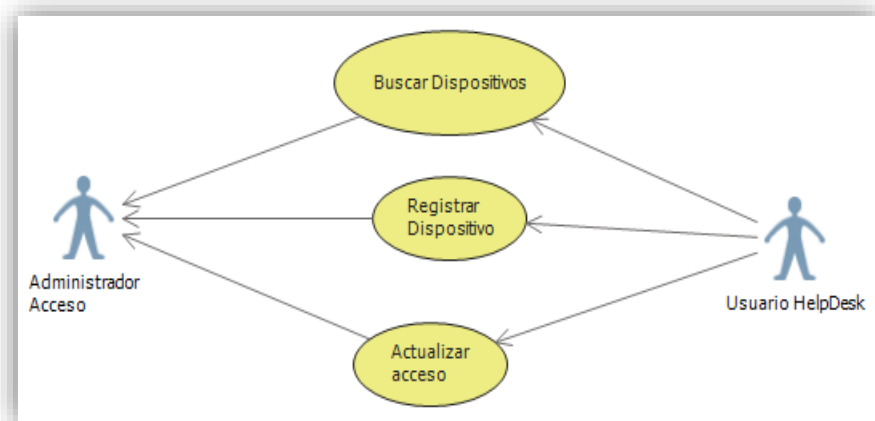 Buscar Dispositivos
Registrar
Dispositivo
Administrador
Acceso
Usuario HelpDesk
Actualizar
acceso